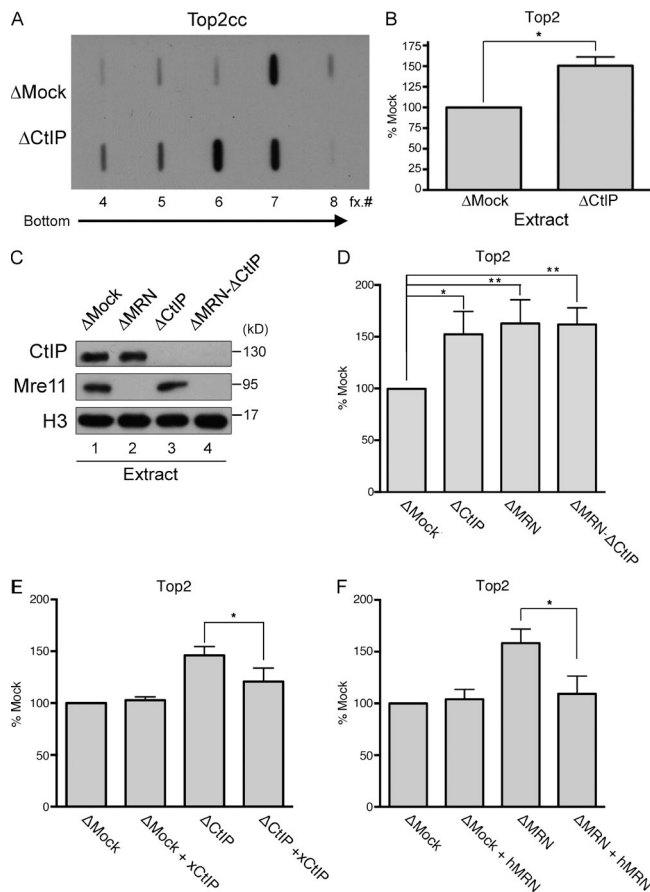 A
Top2cc
ΔMock
ΔCtIP
4 5 6 7 8 fx.#
Bottom
B
Top2
*
% Mock
175
150
125
100
75
50
25
0
ΔMock ΔCtIP
Extract
C
ΔMock ΔMRN ΔCtIP ΔMRN-ΔCtIP
(kD)
CtIP 130
Mre11 95
H3 17
1 2 3 4
Extract
D
Top2
**
**
*
% Mock
200
150
100
50
0
ΔMock ΔCtIP ΔMRN ΔMRN-ΔCtIP
E
Top2
*
% Mock
200
150
100
50
0
ΔMock ΔMock + xCtIP ΔCtIP ΔCtIP +xCtIP
F
Top2
*
% Mock
200
150
100
50
0
ΔMock ΔMock + hMRN ΔMRN ΔMRN + hMRN